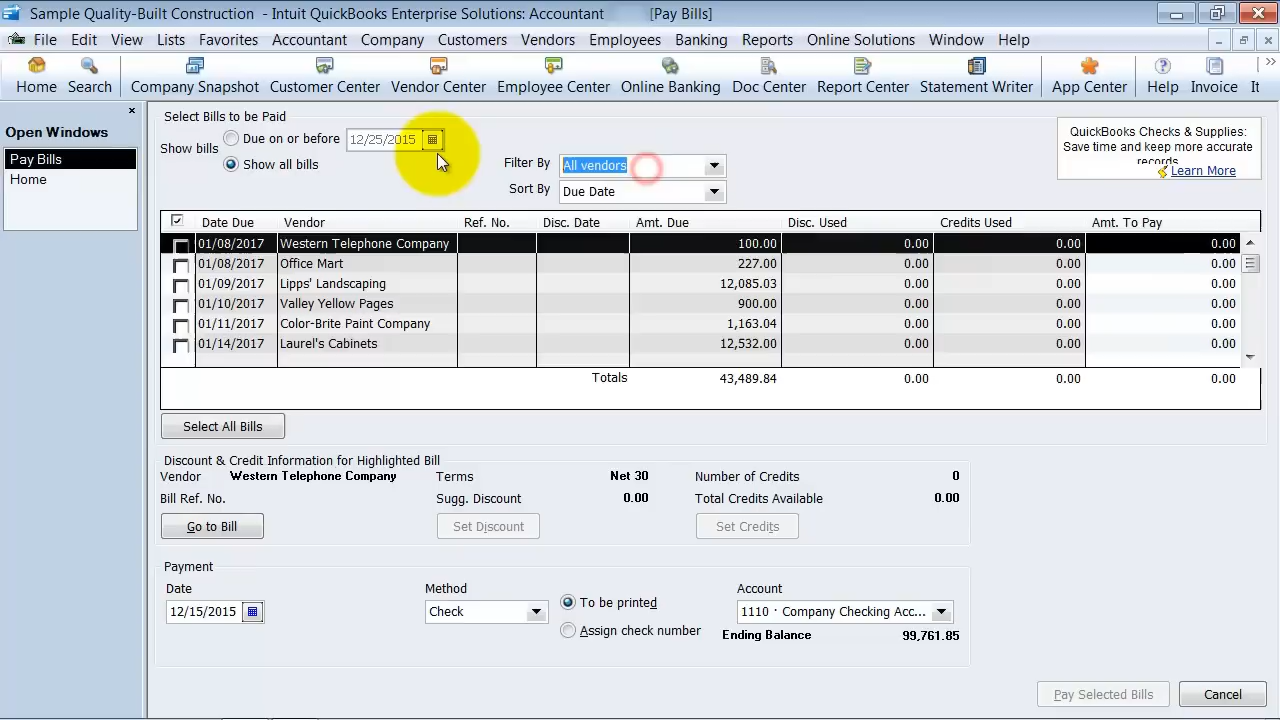 Sample Quality-Built Construction - Intuit QuickBooks Enterprise Solutions: Accountant [Pay Bills]
File Edit View Lists Favorites Accountant Company Customers Vendors Employees Banking Reports Online Solutions Window Help
Home Search Company Snapshot Customer Center Vendor Center Employee Center Online Banking Doc Center Report Center Statement Writer App Center Help Invoice It
Open Windows
Pay Bills
Home
Select Bills to be Paid
Show bills
Due on or before 12/25/2015
Show all bills
Filter By All vendors
Sort By Due Date
QuickBooks Checks & Supplies:
Save time and keep more accurate
records.
Learn More
Date Due Vendor Ref. No. Disc. Date Amt. Due Disc. Used Credits Used Amt. To Pay
01/08/2017 Western Telephone Company 100.00 0.00 0.00 0.00
01/08/2017 Office Mart 227.00 0.00 0.00 0.00
01/09/2017 Lipps' Landscaping 12,085.03 0.00 0.00 0.00
01/10/2017 Valley Yellow Pages 900.00 0.00 0.00 0.00
01/11/2017 Color-Brite Paint Company 1,163.04 0.00 0.00 0.00
01/14/2017 Laurel's Cabinets 12,532.00 0.00 0.00 0.00
Totals 43,489.84 0.00 0.00 0.00
Select All Bills
Discount & Credit Information for Highlighted Bill
Vendor Western Telephone Company Terms Net 30 Number of Credits 0
Bill Ref. No. Sugg. Discount 0.00 Total Credits Available 0.00
Go to Bill Set Discount Set Credits
Payment
Date Method Account
12/15/2015 Check To be printed 1110 · Company Checking Acc...
Assign check number Ending Balance 99,761.85
Pay Selected Bills Cancel